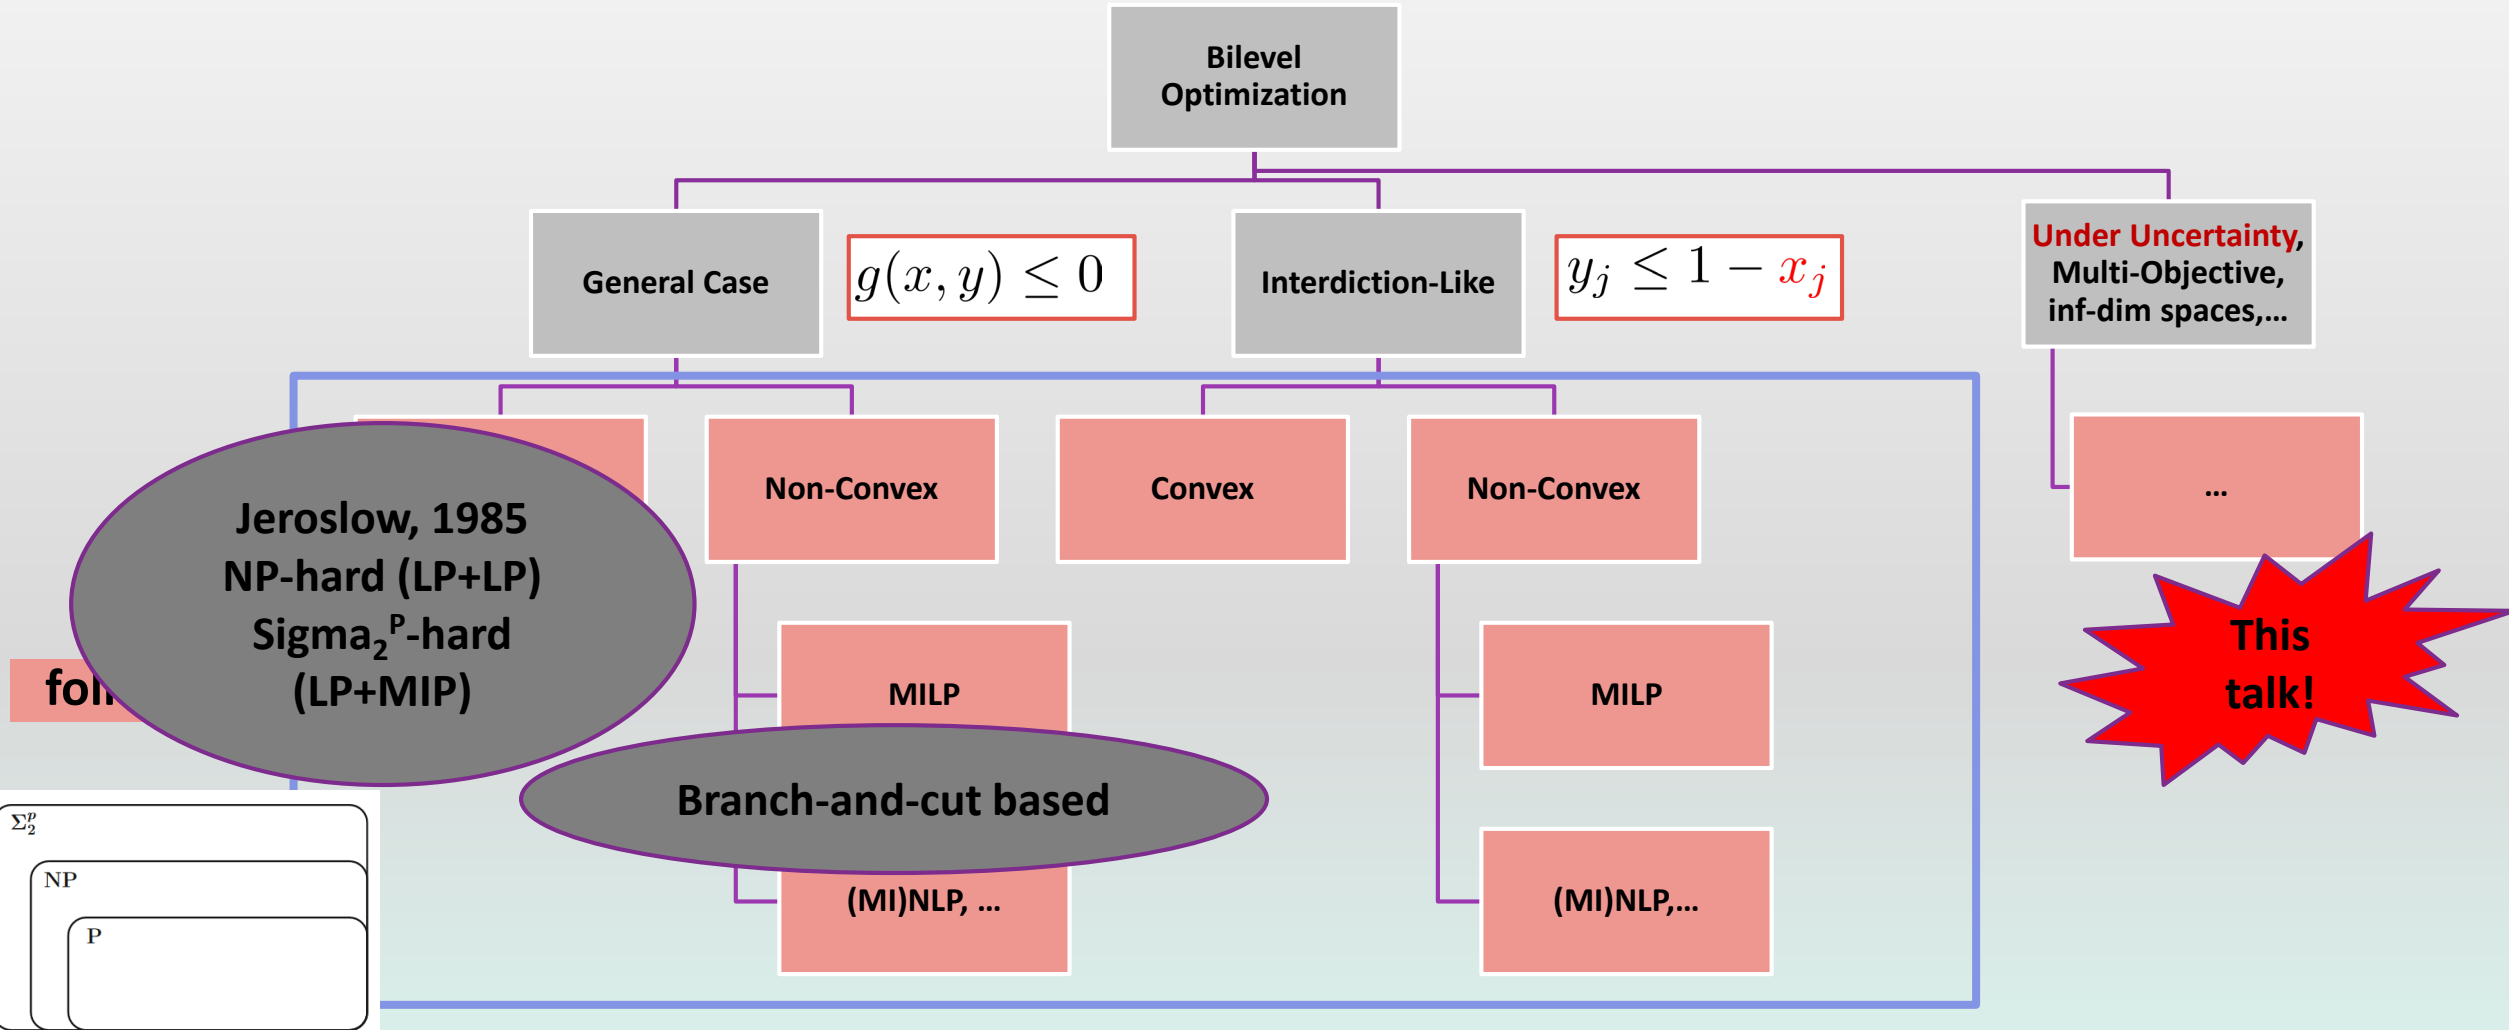 Bilevel
Optimization
General Case
g(x, y) ≤ 0
Interdiction-Like
y_j ≤ 1 − x_j
Under Uncertainty,
Multi-Objective,
inf-dim spaces,...
Non-Convex
Convex
Non-Convex
...
Jeroslow, 1985
NP-hard (LP+LP)
Sigma₂ᴾ-hard
(LP+MIP)
MILP
MILP
This
talk!
Branch-and-cut based
(MI)NLP, ...
(MI)NLP,...
Σ₂ᵖ
NP
P